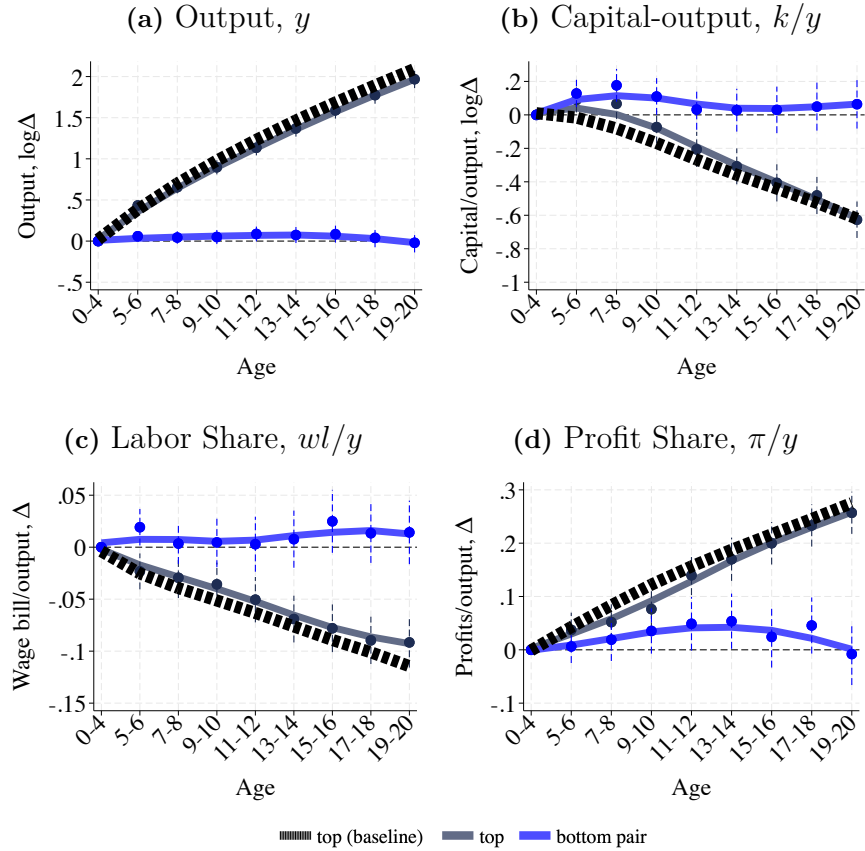 (a) Output, y
(b) Capital-output, k/y
Output, logΔ
2
1.5
1
.5
0
-.5
0-4 5-6 7-8 9-10 11-12 13-14 15-16 17-18 19-20
Age
Capital/output, logΔ
.2
0
-.2
-.4
-.6
-.8
-1
0-4 5-6 7-8 9-10 11-12 13-14 15-16 17-18 19-20
Age
(c) Labor Share, wl/y
(d) Profit Share, π/y
Wage bill/output, Δ
.05
0
-.05
-.1
-.15
0-4 5-6 7-8 9-10 11-12 13-14 15-16 17-18 19-20
Age
Profits/output, Δ
.3
.2
.1
0
-.1
0-4 5-6 7-8 9-10 11-12 13-14 15-16 17-18 19-20
Age
top (baseline) top bottom pair